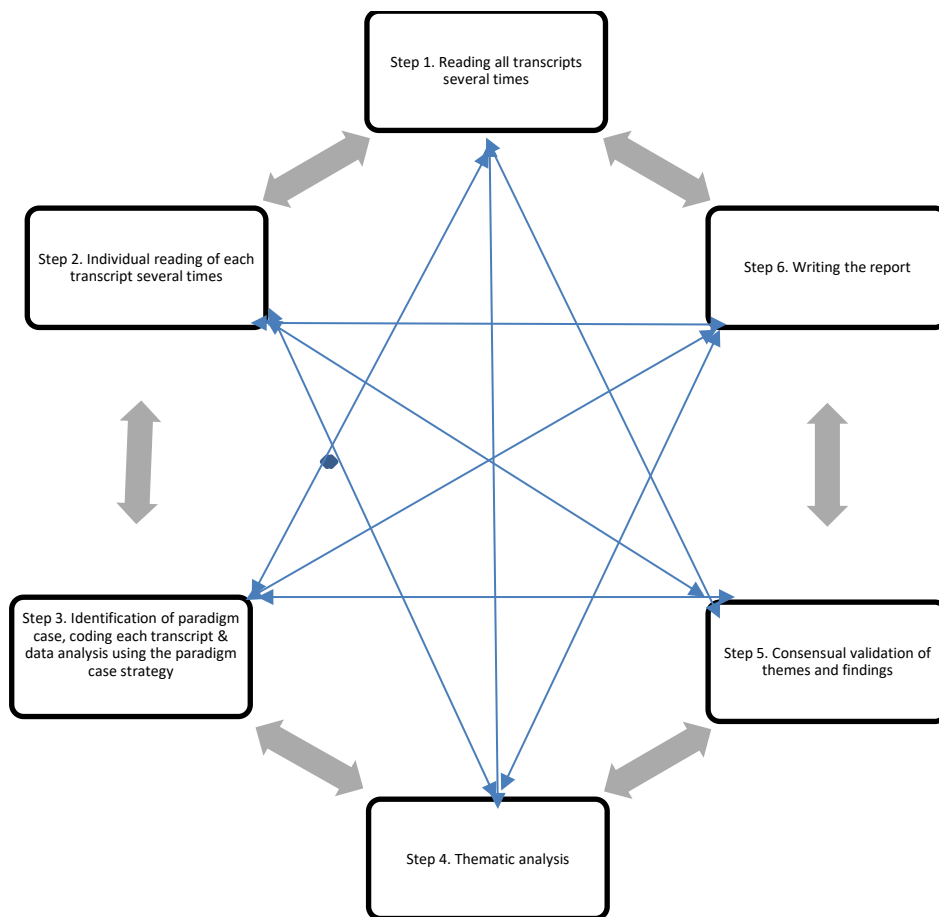 Step 1. Reading all transcripts
several times
Step 2. Individual reading of each
transcript several times
Step 6. Writing the report
Step 3. Identification of paradigm
case, coding each transcript &
data analysis using the paradigm
case strategy
Step 5. Consensual validation of
themes and findings
Step 4. Thematic analysis